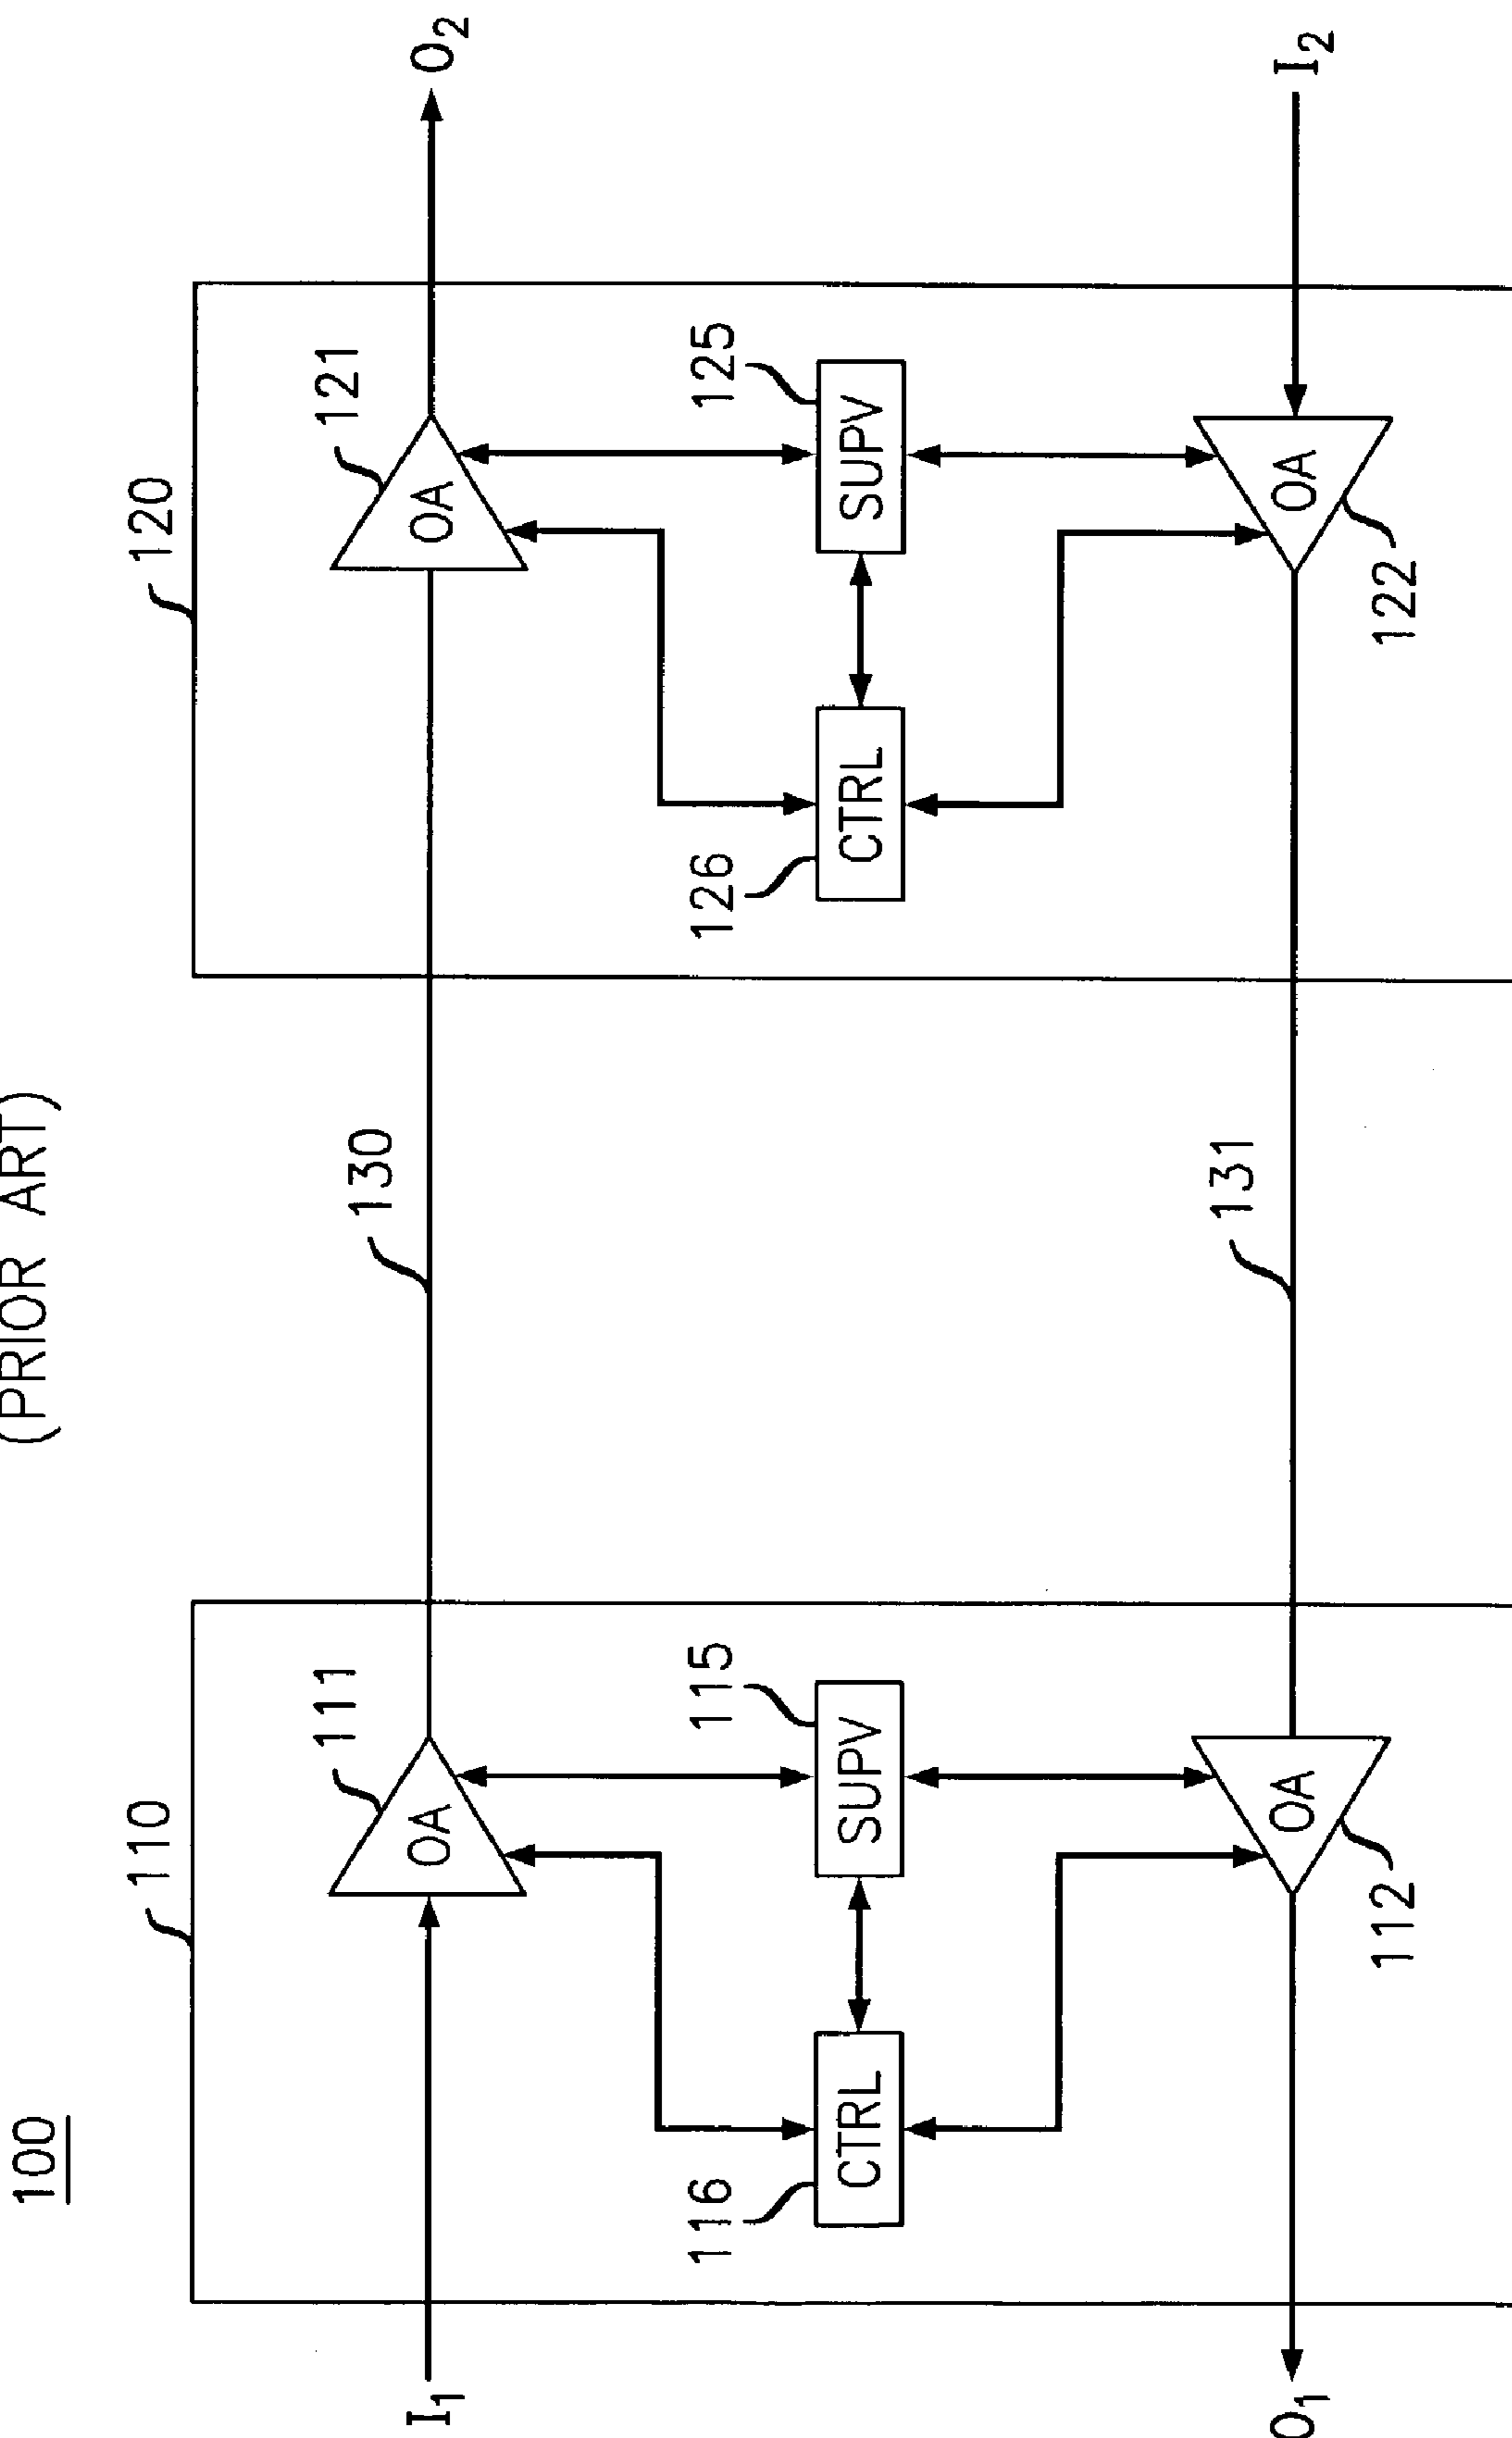 (PRIOR ART)
100
110
120
I1
111
OA
130
121
OA
O2
116
CTRL
115
SUPV
126
CTRL
125
SUPV
O1
OA
112
131
OA
122
I2